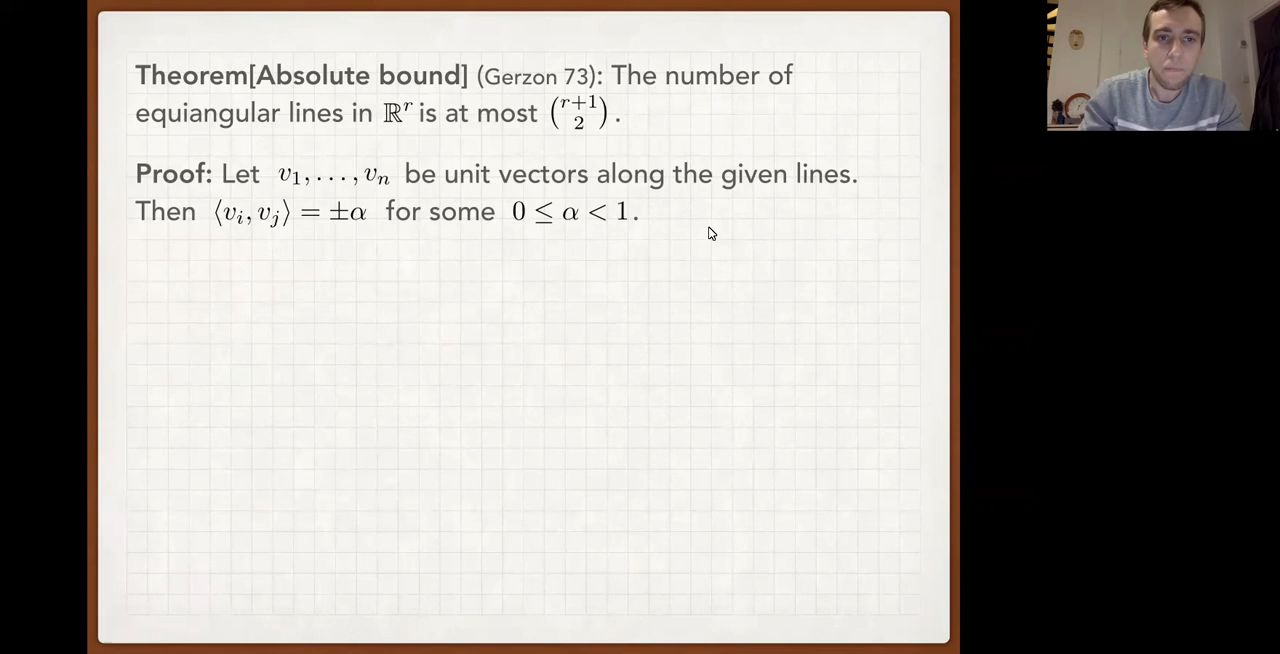 Theorem[Absolute bound] (Gerzon 73): The number of
equiangular lines in ℝ^r is at most \binom{r+1}{2}.
Proof: Let v_1, …, v_n be unit vectors along the given lines.
Then ⟨v_i, v_j⟩ = ±α for some 0 ≤ α < 1.